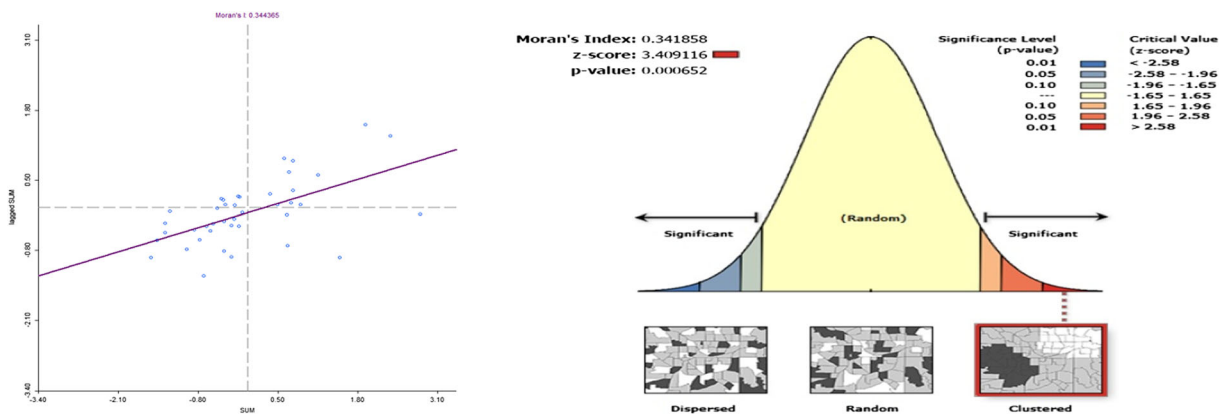 Moran's I: 0.344365
3.10
1.80
0.50
-0.80
-2.10
-3.40
lagged SUM
-3.40 -2.10 -0.80 0.50 1.80 3.10
SUM
Moran's Index: 0.341858
z-score: 3.409116
p-value: 0.000652
Significance Level Critical Value
(p-value) (z-score)
0.01 < -2.58
0.05 -2.58 – -1.96
0.10 -1.96 – -1.65
--- -1.65 – 1.65
0.10 1.65 – 1.96
0.05 1.96 – 2.58
0.01 > 2.58
(Random)
Significant Significant
Dispersed Random Clustered